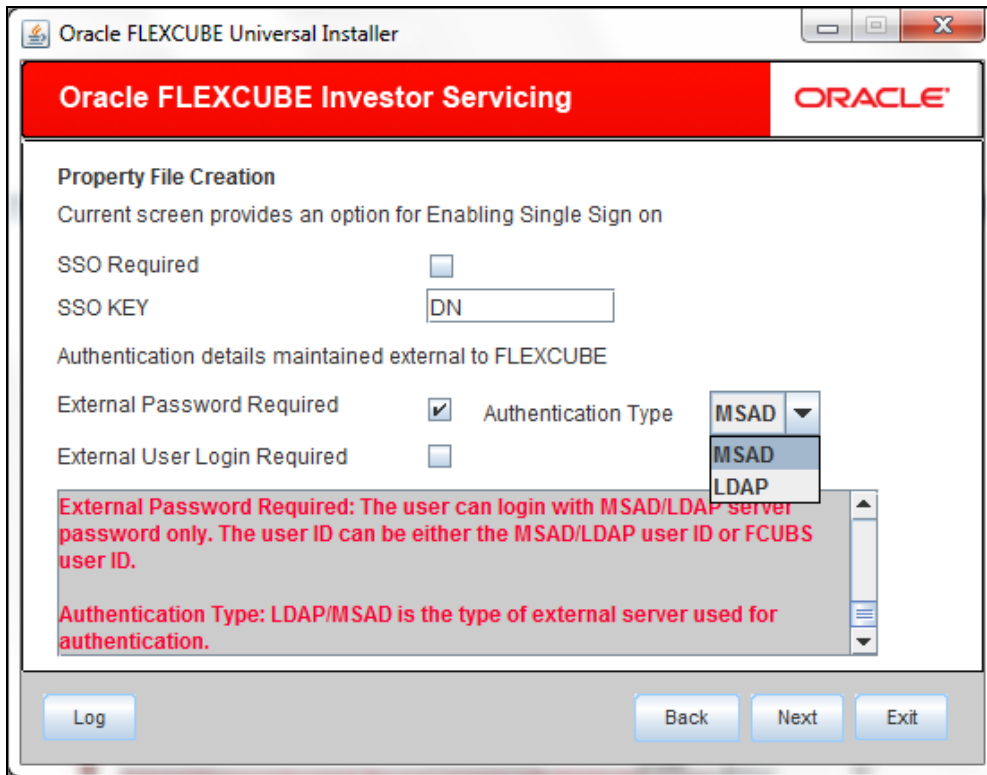 Oracle FLEXCUBE Universal Installer
Oracle FLEXCUBE Investor Servicing
ORACLE
Property File Creation
Current screen provides an option for Enabling Single Sign on
SSO Required
SSO KEY DN
Authentication details maintained external to FLEXCUBE
External Password Required Authentication Type MSAD
External User Login Required MSAD
LDAP
External Password Required: The user can login with MSAD/LDAP server
password only. The user ID can be either the MSAD/LDAP user ID or FCUBS
user ID.
Authentication Type: LDAP/MSAD is the type of external server used for
authentication.
Log Back Next Exit